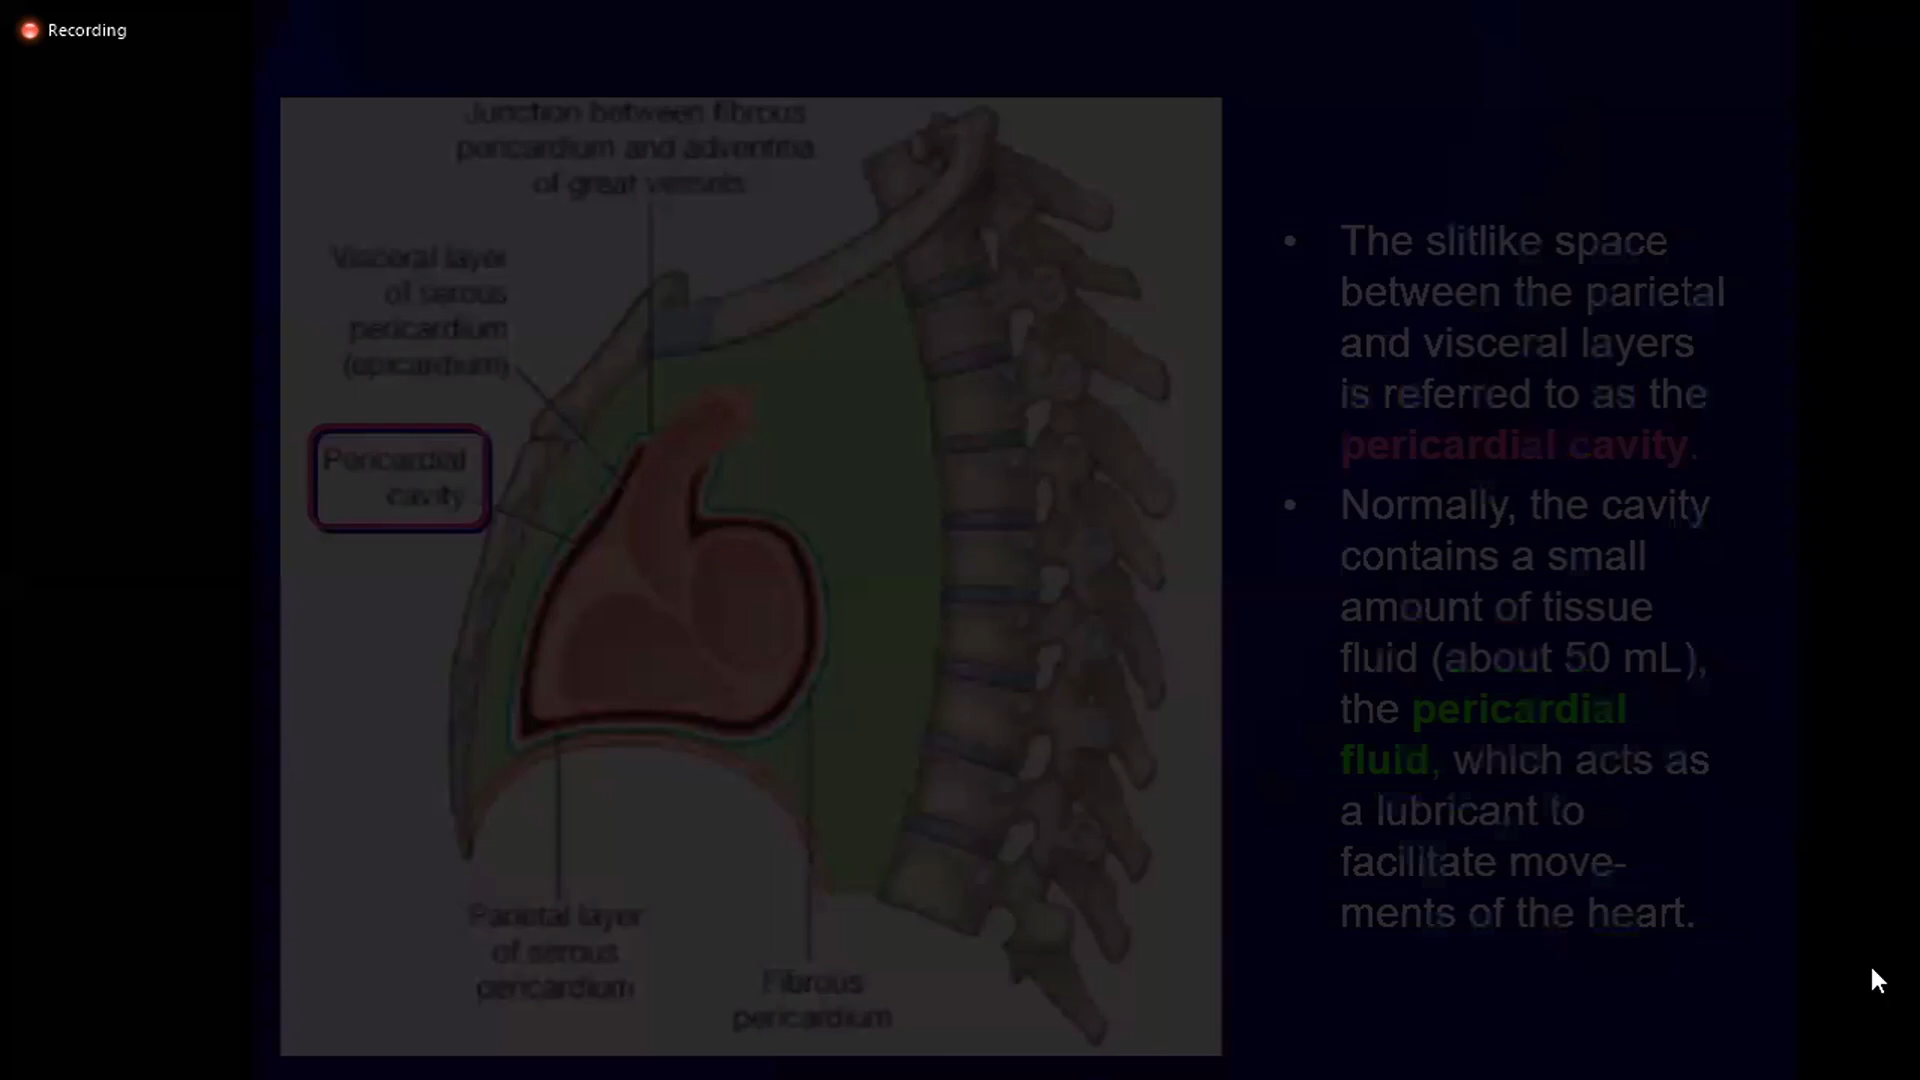 Recording
Junction between fibrous
pericardium and adventitia
of great vessels
Visceral layer
of serous
pericardium
(epicardium)
Pericardial
cavity
Parietal layer
of serous
pericardium
Fibrous
pericardium
• The slitlike space
between the parietal
and visceral layers
is referred to as the
pericardial cavity.
• Normally, the cavity
contains a small
amount of tissue
fluid (about 50 mL),
the pericardial
fluid, which acts as
a lubricant to
facilitate move-
ments of the heart.